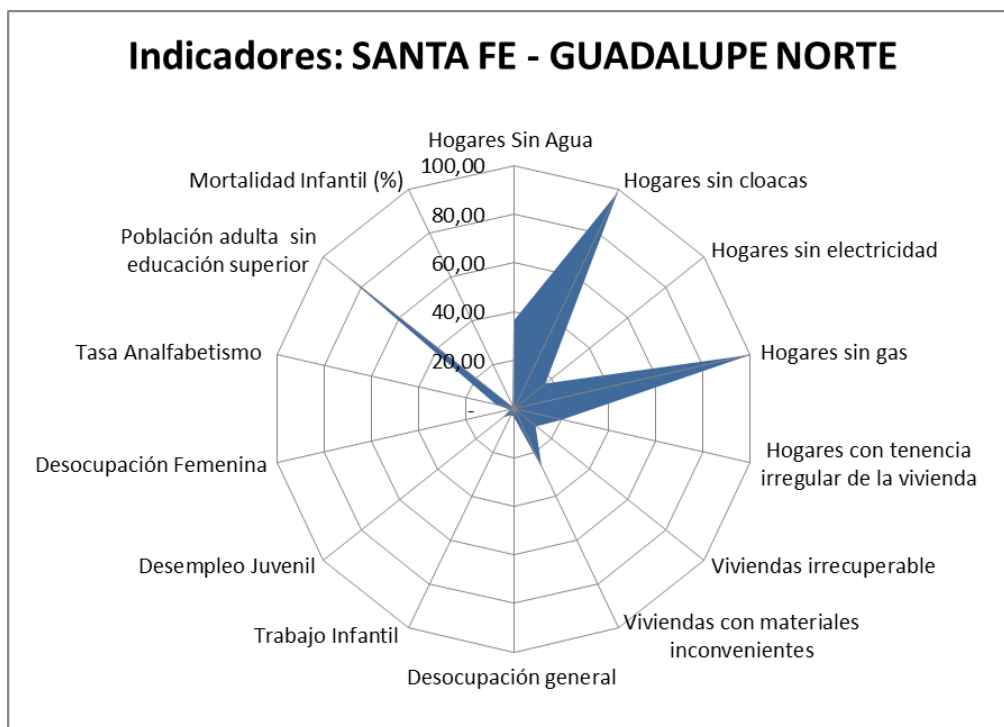 Indicadores: SANTA FE - GUADALUPE NORTE
Hogares Sin Agua
100,00
80,00
60,00
40,00
20,00
-
Hogares sin cloacas
Hogares sin electricidad
Hogares sin gas
Hogares con tenencia
irregular de la vivienda
Viviendas irrecuperable
Viviendas con materiales
inconvenientes
Desocupación general
Trabajo Infantil
Desempleo Juvenil
Desocupación Femenina
Tasa Analfabetismo
Población adulta sin
educación superior
Mortalidad Infantil (%)